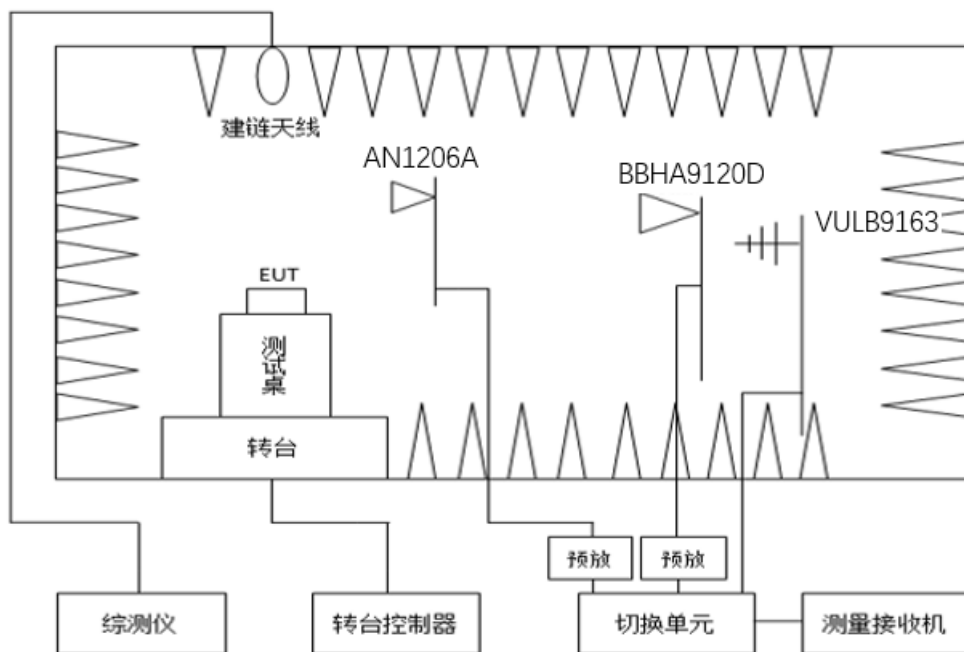 建链天线
AN1206A
BBHA9120D
VULB9163
EUT
测试桌
转台
预放
预放
综测仪
转台控制器
切换单元
测量接收机